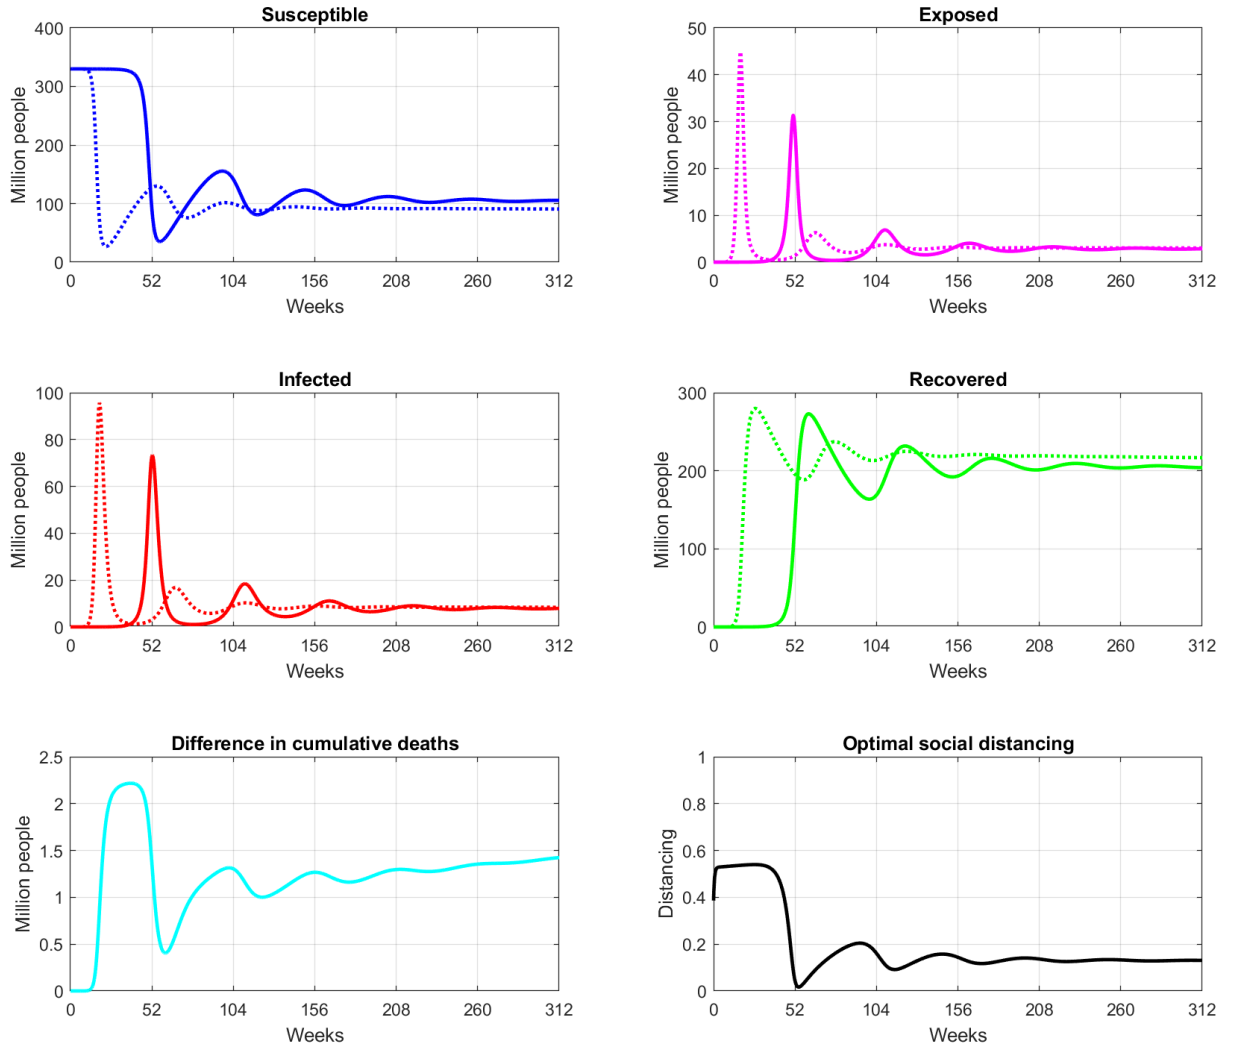 Susceptible
400
300
200
100
0
Million people
0 52 104 156 208 260 312
Weeks
Exposed
50
40
30
20
10
0
Million people
0 52 104 156 208 260 312
Weeks
Infected
100
80
60
40
20
0
Million people
0 52 104 156 208 260 312
Weeks
Recovered
300
200
100
0
Million people
0 52 104 156 208 260 312
Weeks
Difference in cumulative deaths
2.5
2
1.5
1
0.5
0
Million people
0 52 104 156 208 260 312
Weeks
Optimal social distancing
1
0.8
0.6
0.4
0.2
0
Distancing
0 52 104 156 208 260 312
Weeks